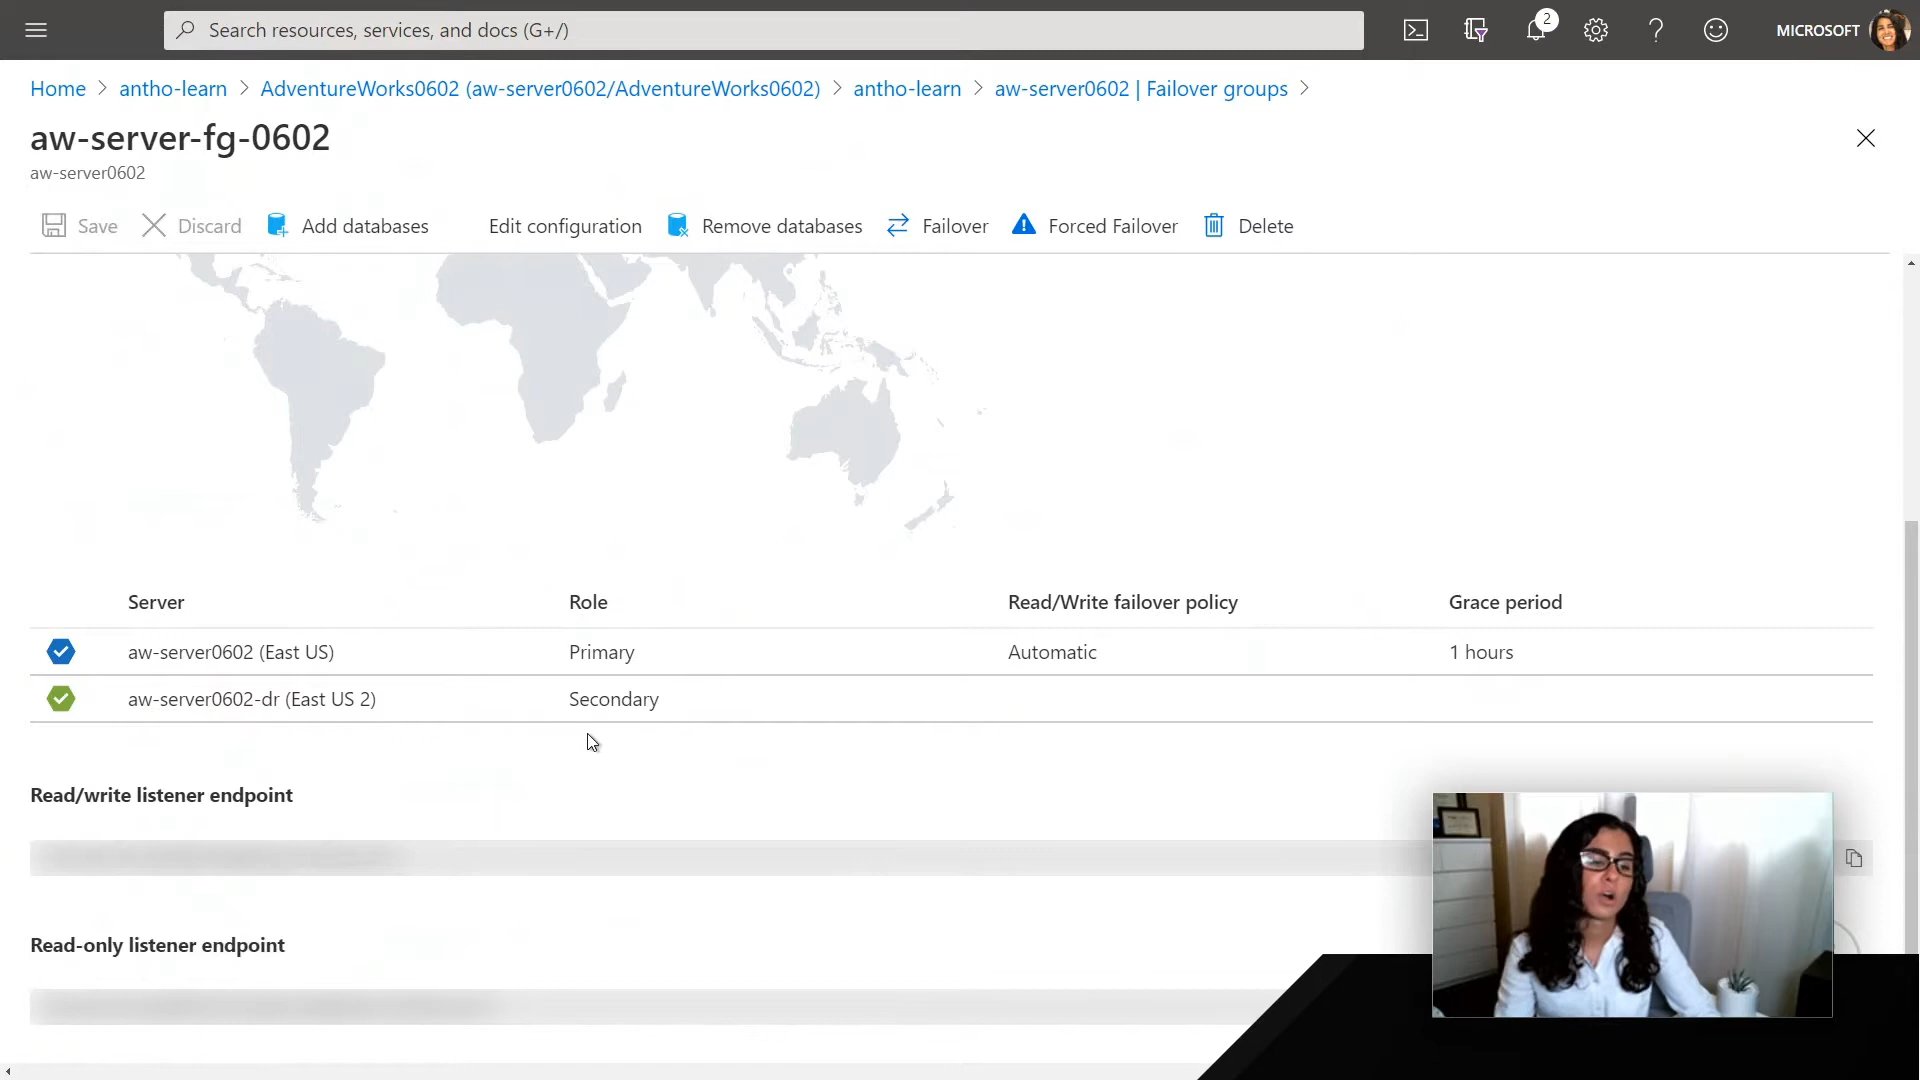 Search resources, services, and docs (G+/)
2
MICROSOFT
Home > antho-learn > AdventureWorks0602 (aw-server0602/AdventureWorks0602) > antho-learn > aw-server0602 | Failover groups >
aw-server-fg-0602
aw-server0602
Save Discard Add databases Edit configuration Remove databases Failover Forced Failover Delete
Server Role Read/Write failover policy Grace period
aw-server0602 (East US) Primary Automatic 1 hours
aw-server0602-dr (East US 2) Secondary
Read/write listener endpoint
Read-only listener endpoint